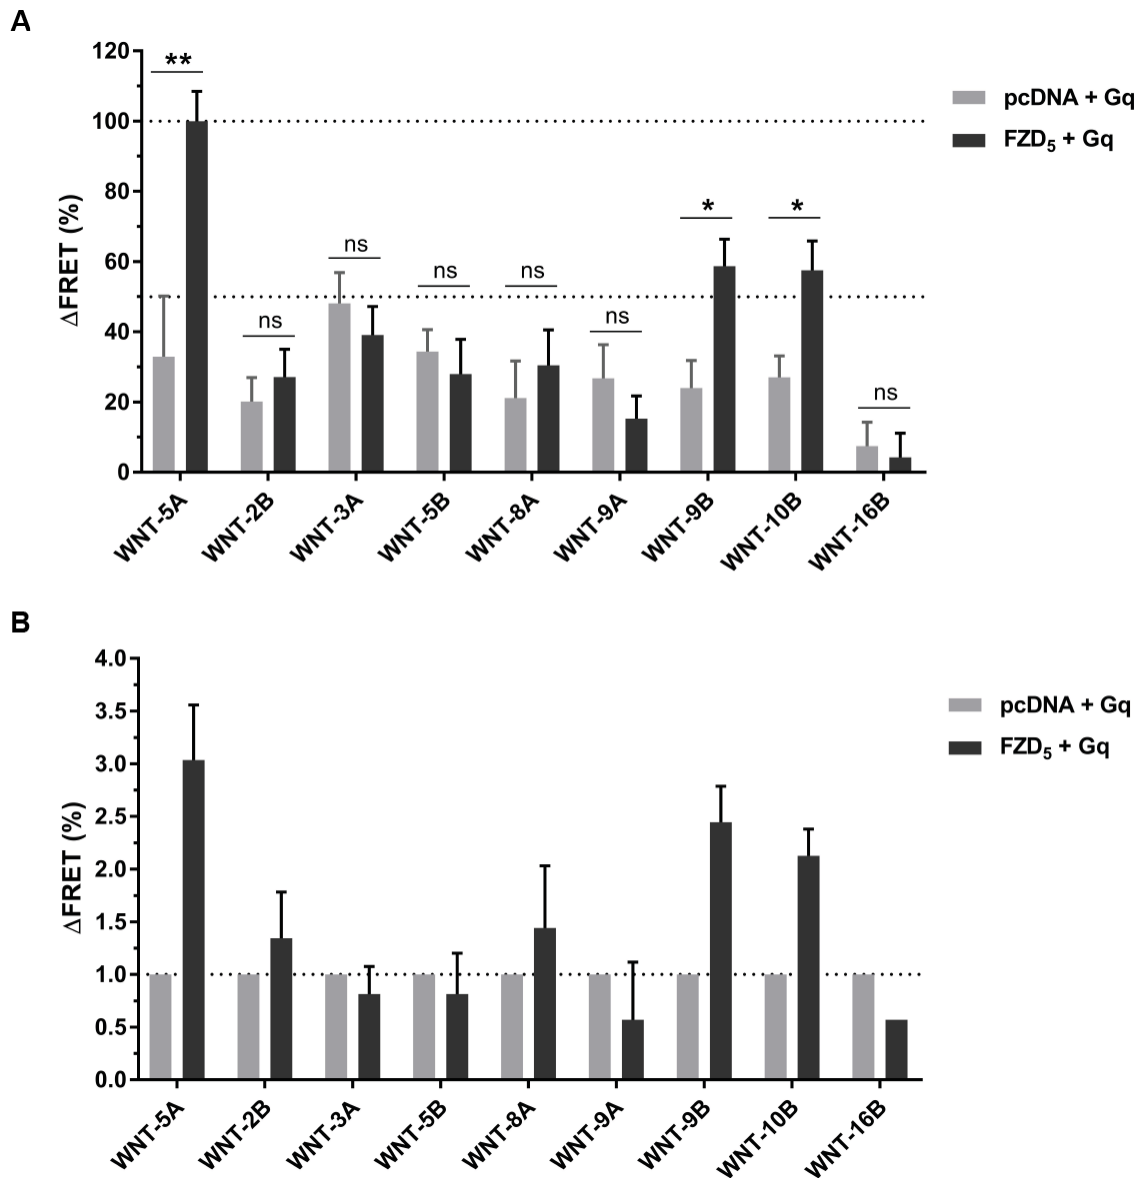 A
ΔFRET (%)
120
100
80
60
40
20
0
**
ns
ns
ns
ns
ns
*
*
ns
WNT-5A
WNT-2B
WNT-3A
WNT-5B
WNT-8A
WNT-9A
WNT-9B
WNT-10B
WNT-16B
pcDNA + Gq
FZD₅ + Gq
B
ΔFRET (%)
4.0
3.5
3.0
2.5
2.0
1.5
1.0
0.5
0.0
WNT-5A
WNT-2B
WNT-3A
WNT-5B
WNT-8A
WNT-9A
WNT-9B
WNT-10B
WNT-16B
pcDNA + Gq
FZD₅ + Gq